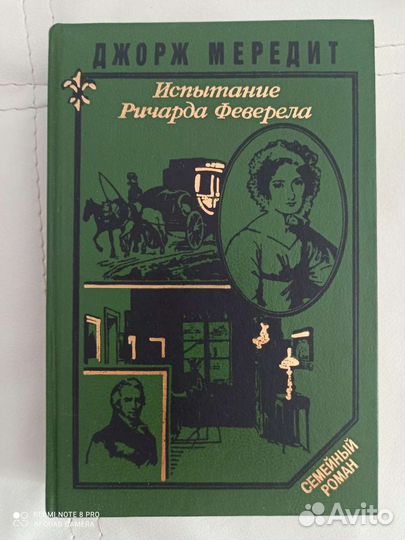 ДЖОРЖ МЕРЕДИТ
Испытание
Ричарда Феверела
СЕМЕЙНЫЙ
РОМАН
REDMI NOTE 8 PRO
AI QUAD CAMERA
Avito